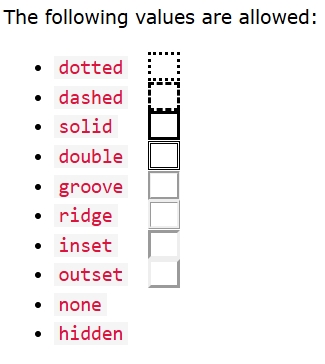 The following values are allowed:
dotted
dashed
solid
double
groove
ridge
inset
outset
none
hidden